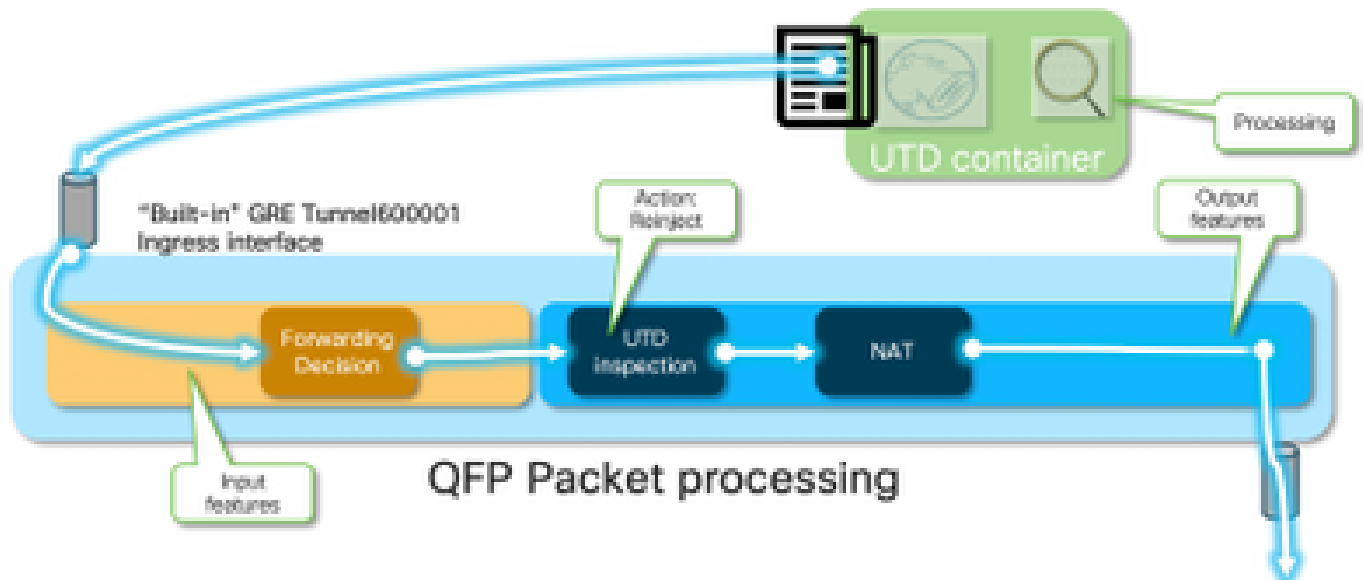 Processing
UTD container
"Built-in" GRE Tunnel600001
Ingress interface
Action:
Reinject
Output
features
Forwarding
Decision
UTD
inspection
NAT
Input
features
QFP Packet processing